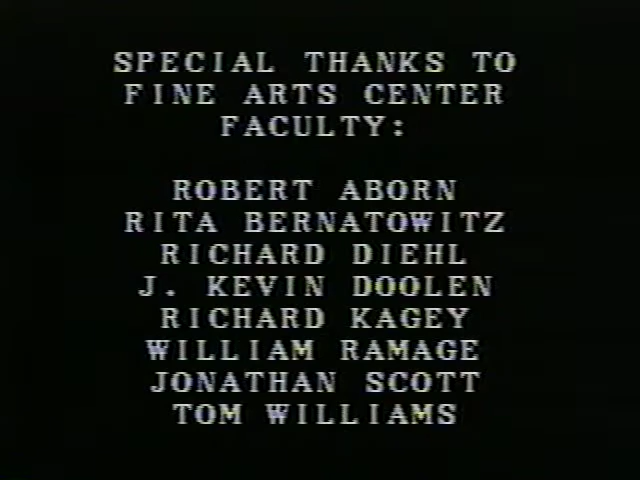 SPECIAL THANKS TO
FINE ARTS CENTER
FACULTY:
ROBERT ABORN
RITA BERNATOWITZ
RICHARD DIEHL
J. KEVIN DOOLEN
RICHARD KAGEY
WILLIAM RAMAGE
JONATHAN SCOTT
TOM WILLIAMS